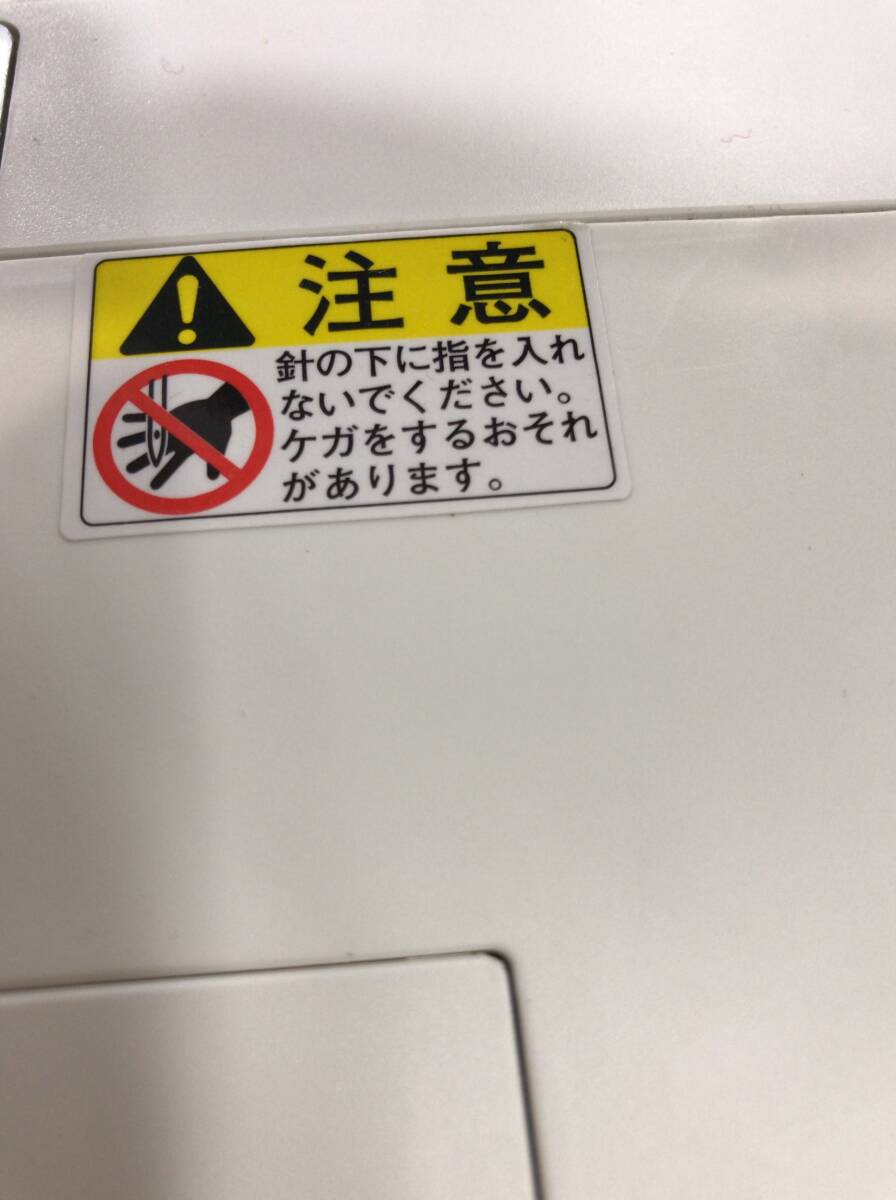 注意
針の下に指を入れ
ないでください。
ケガをするおそれ
があります。